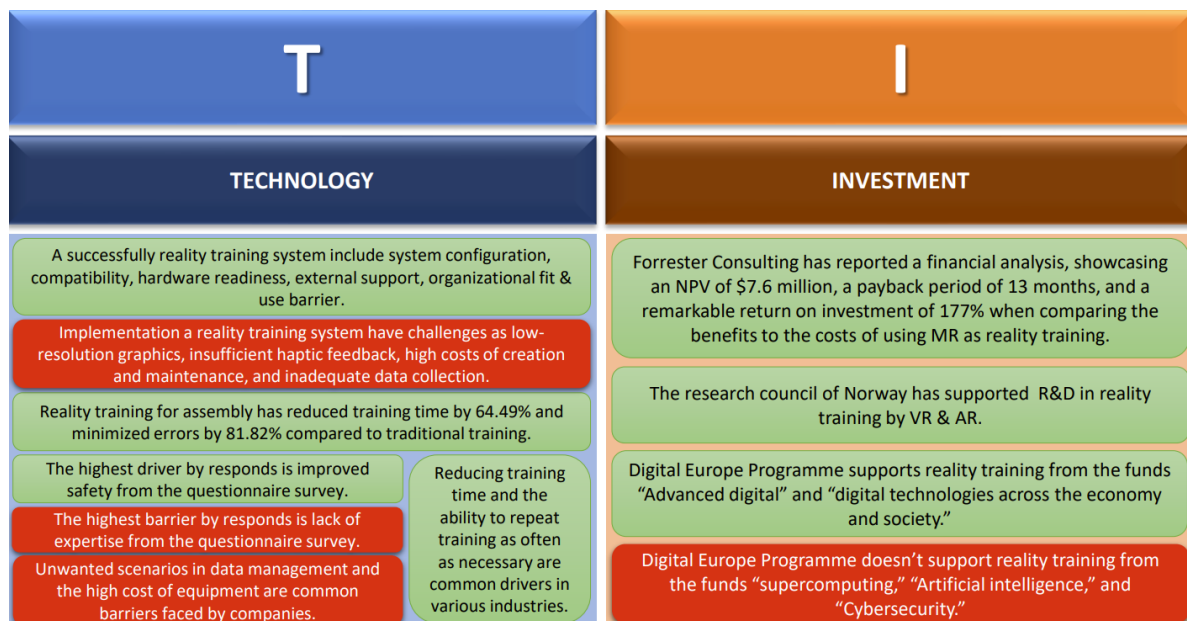 T
TECHNOLOGY
A successfully reality training system include system configuration,
compatibility, hardware readiness, external support, organizational fit &
use barrier.
Implementation a reality training system have challenges as low-
resolution graphics, insufficient haptic feedback, high costs of creation
and maintenance, and inadequate data collection.
Reality training for assembly has reduced training time by 64.49% and
minimized errors by 81.82% compared to traditional training.
The highest driver by responds is improved
safety from the questionnaire survey.
The highest barrier by responds is lack of
expertise from the questionnaire survey.
Unwanted scenarios in data management and
the high cost of equipment are common
barriers faced by companies.
Reducing training
time and the
ability to repeat
training as often
as necessary are
common drivers in
various industries.
I
INVESTMENT
Forrester Consulting has reported a financial analysis, showcasing
an NPV of $7.6 million, a payback period of 13 months, and a
remarkable return on investment of 177% when comparing the
benefits to the costs of using MR as reality training.
The research council of Norway has supported R&D in reality
training by VR & AR.
Digital Europe Programme supports reality training from the funds
“Advanced digital” and “digital technologies across the economy
and society.”
Digital Europe Programme doesn’t support reality training from
the funds “supercomputing,” “Artificial intelligence,” and
“Cybersecurity.”